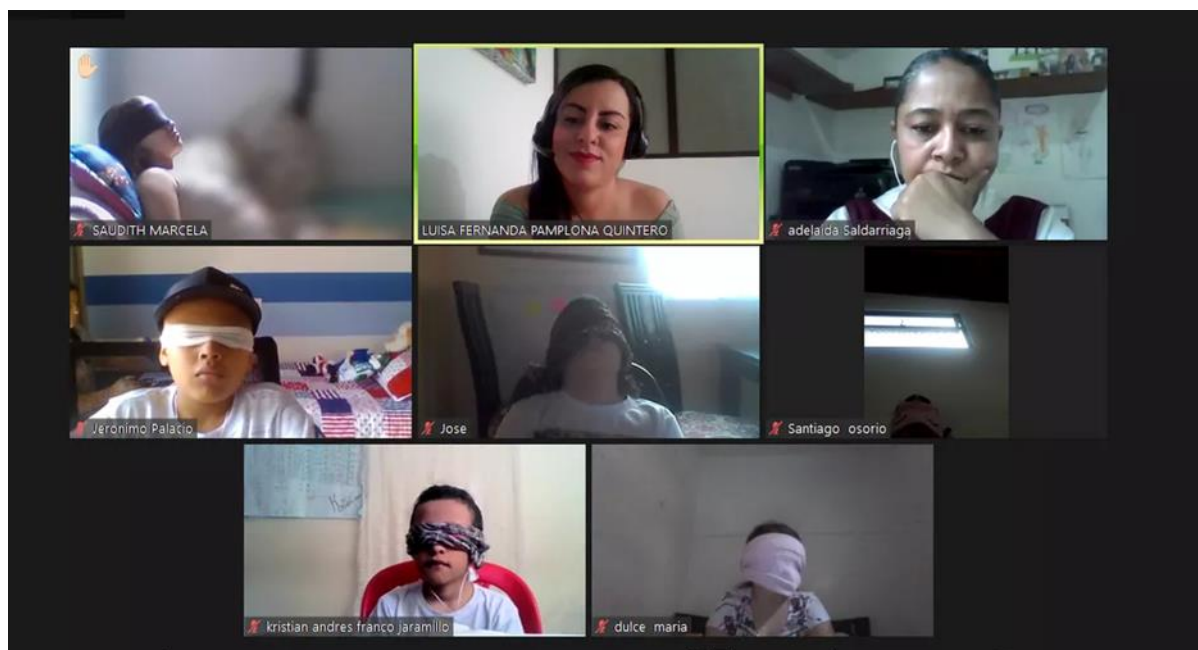 SAUDITH MARCELA
LUISA FERNANDA PAMPLONA QUINTERO
adelaida Saldarriaga
Jeronimo Palacio
Jose
Santiago osorio
kristian andres franco jaramillo
dulce maria